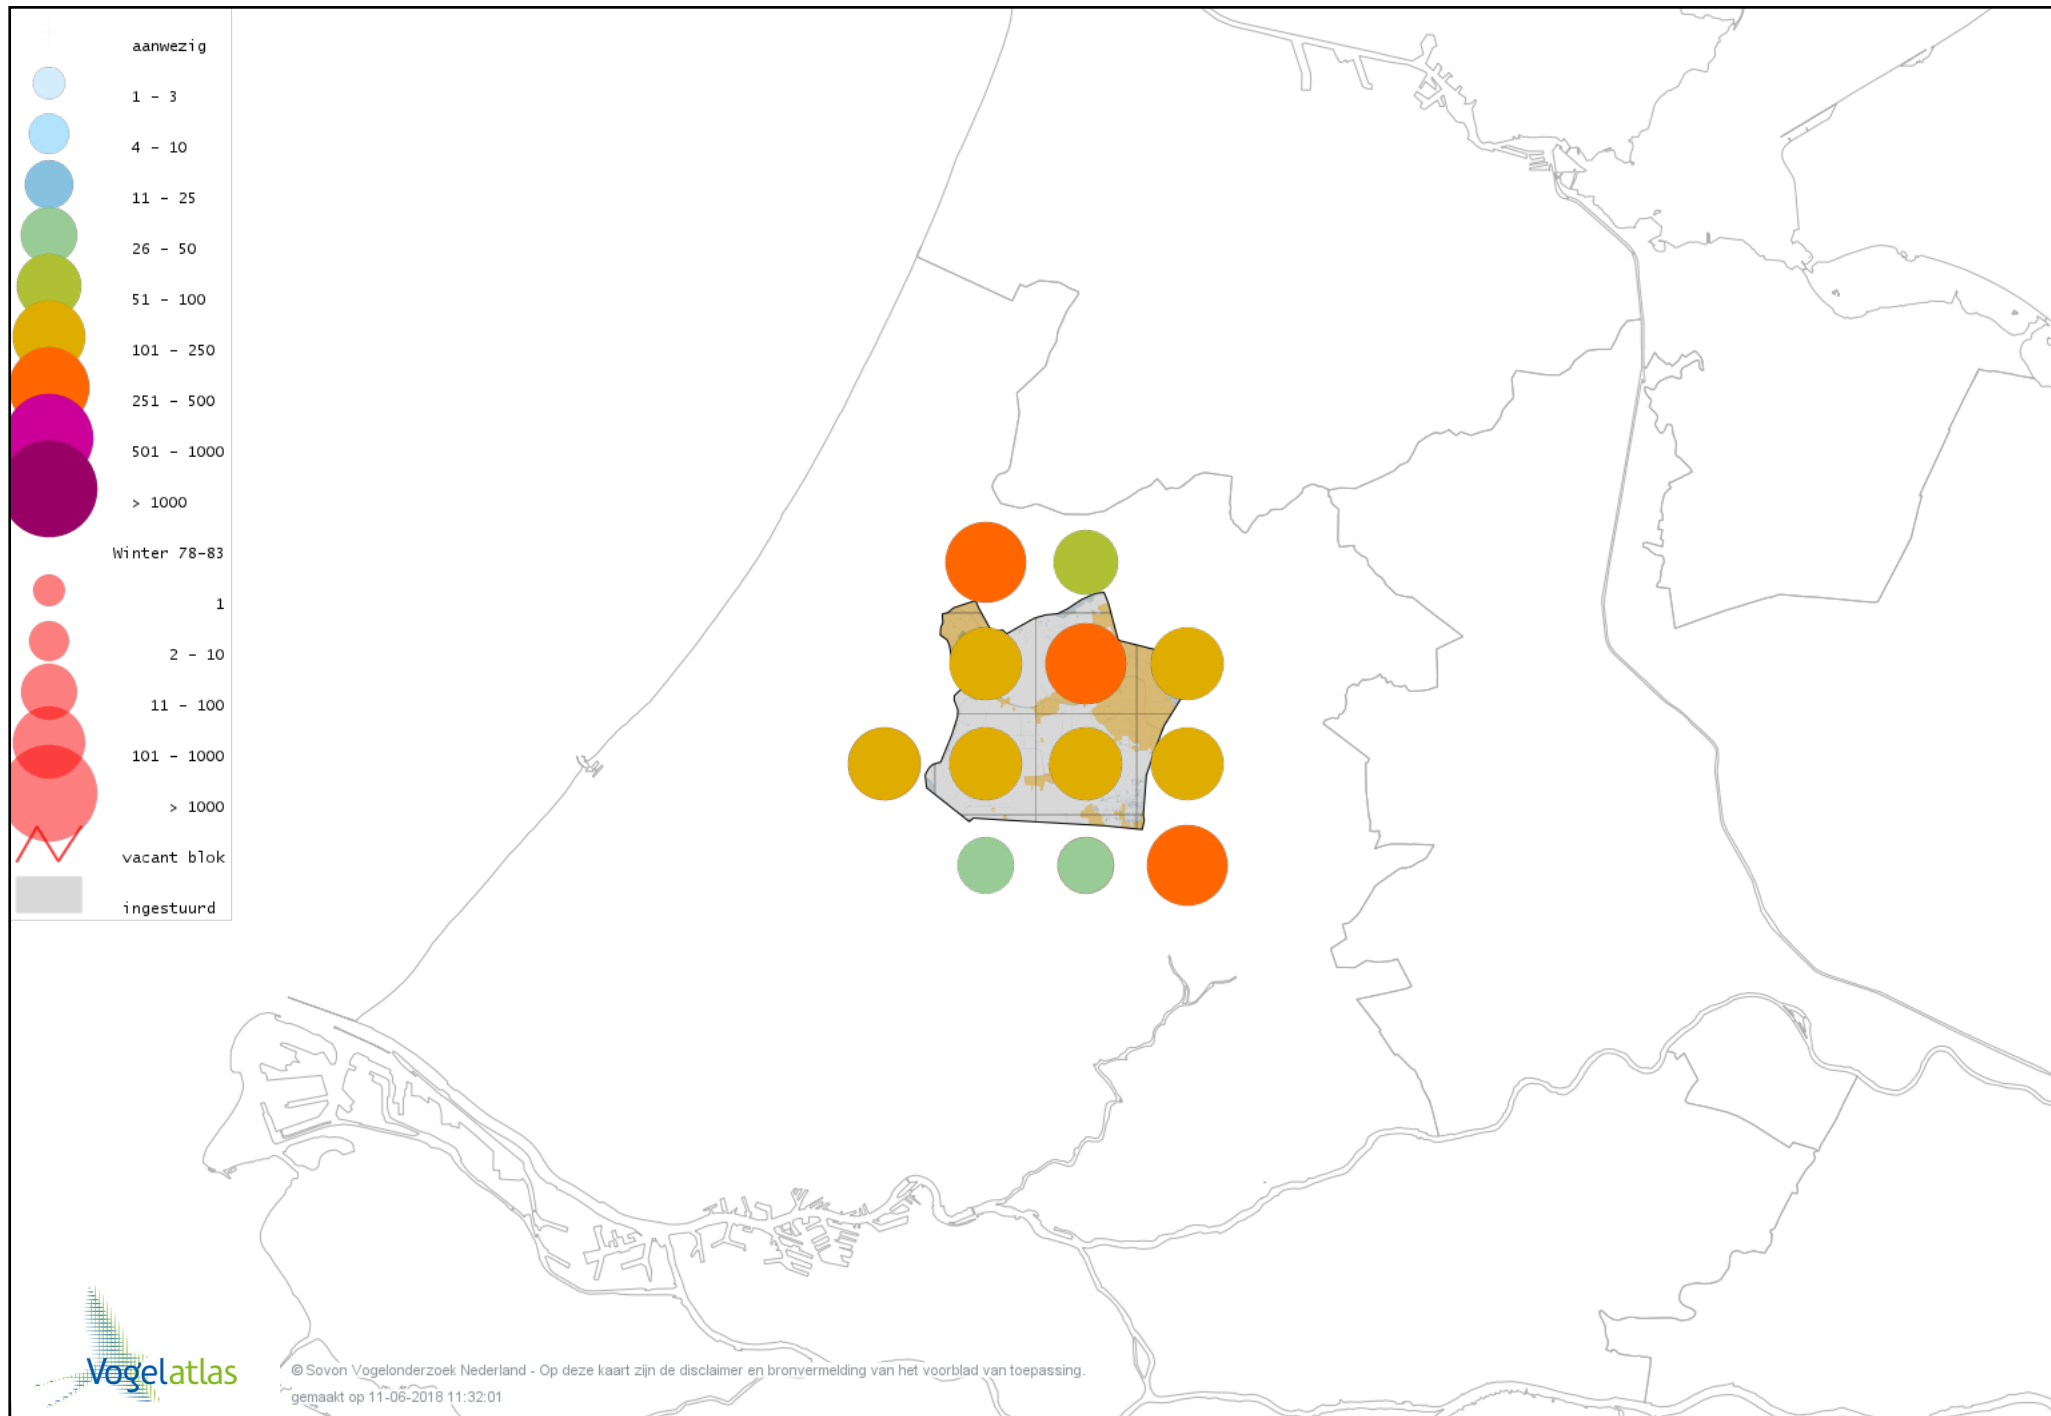 aanwezig
1 - 3
4 - 10
11 - 25
26 - 50
51 - 100
101 - 250
251 - 500
501 - 1000
> 1000
Winter 78-83
1
2 - 10
11 - 100
101 - 1000
> 1000
vacant blok
ingestuurd
Vogelatlas
© Sovon Vogelonderzoek Nederland - Op deze kaart zijn de disclaimer en bronvermelding van het voorblad van toepassing.
gemaakt op 11-06-2018 11:32:01